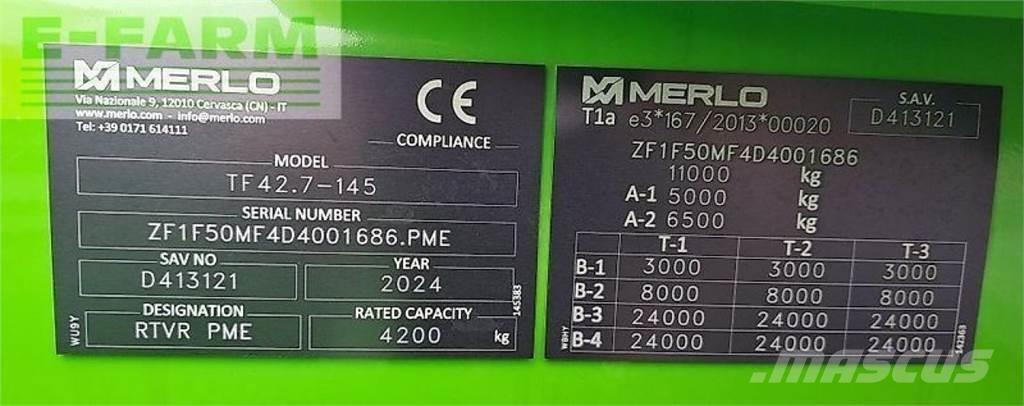 E-FARM
MERLO
Via Nazionale 9, 12010 Cervasca (CN) - IT
www.merlo.com - info@merlo.com
Tel: +39 0171 614111
CE
COMPLIANCE
MODEL
TF42.7-145
SERIAL NUMBER
ZF1F50MF4D4001686.PME
SAV NO
YEAR
D413121
2024
DESIGNATION
RATED CAPACITY
RTVR PME
4200 kg
WU9Y
145383
MERLO
S.A.V.
D413121
T1a e3*167/2013*00020
ZF1F50MF4D4001686
11000 kg
A-1 5000 kg
A-2 6500 kg
T-1 T-2 T-3
B-1 3000 3000 3000
B-2 8000 8000 8000
B-3 24000 24000 24000
B-4 24000 24000 24000
WBHY
142363
MASCUS